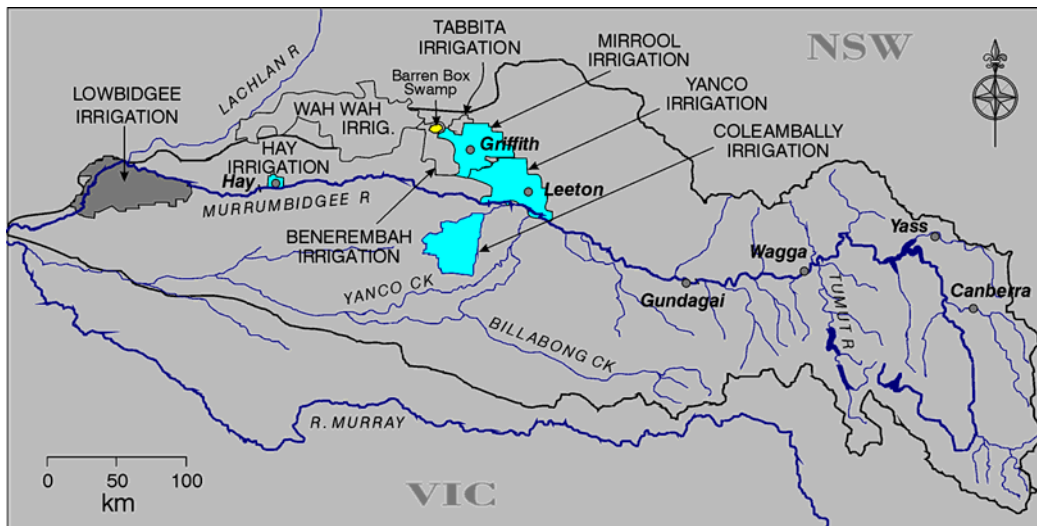 NSW
TABBITA
IRRIGATION
MIRROOL
IRRIGATION
Barren Box
Swamp
YANCO
IRRIGATION
LACHLAN R
LOWBIDGEE
IRRIGATION
WAH WAH
IRRIG.
COLEAMBALLY
IRRIGATION
HAY
IRRIGATION
Griffith
Hay
Leeton
MURRUMBIDGEE R
BENEREMBAH
IRRIGATION
Yass
Wagga
YANCO CK
Gundagai
TUMUT R
Canberra
BILLABONG CK
R. MURRAY
0 50 100
km
VIC